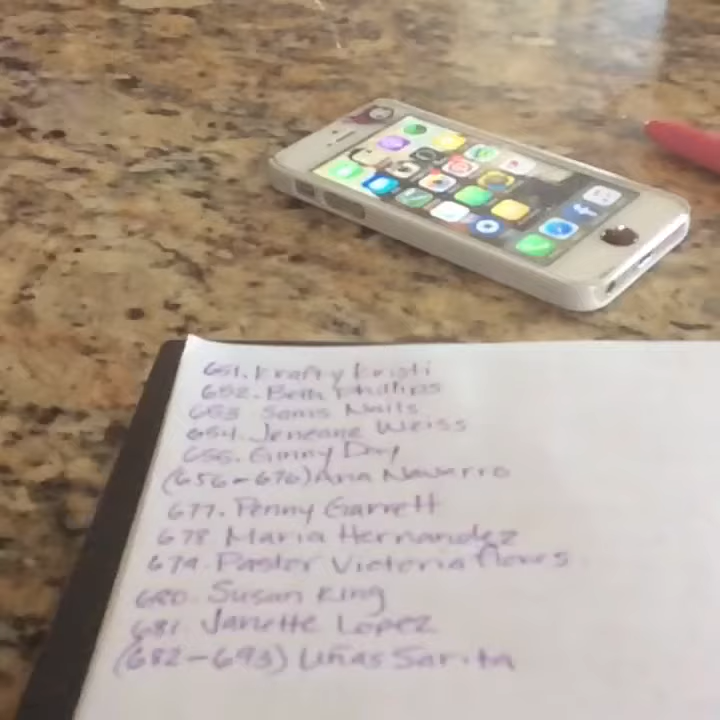 651. Krafty Kristi
652. Beth Phillips
653 Sonis Nails
654. Jeneane Weiss
655. Ginny Day
(656-676) Ana Navarro
677. Penny Garrett
678 Maria Hernandez
679. Pastor Victoria Flores
680. Susan King
681. Janette Lopez
(682-693) Uñas Sarita